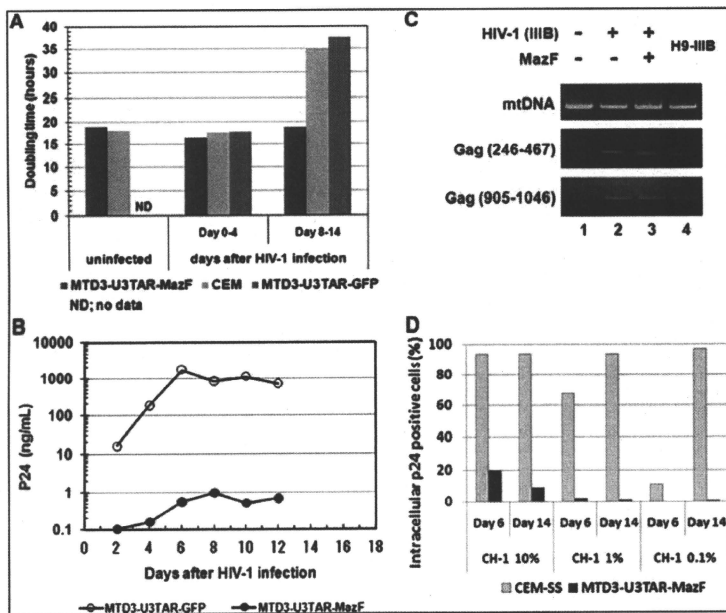 A
Doubling time (hours)
40
35
30
25
20
15
10
5
0
ND
Day 0-4
Day 8-14
uninfected
days after HIV-1 infection
MTD3-U3TAR-MazF
CEM
MTD3-U3TAR-GFP
ND; no data
B
P24 (ng/mL)
10000
1000
100
10
1
0.1
0 2 4 6 8 10 12 14 16 18
Days after HIV-1 infection
MTD3-U3TAR-GFP
MTD3-U3TAR-MazF
C
HIV-1 (IIIB) - + +
MazF +
H9-IIIB
mtDNA
Gag (246-467)
Gag (905-1046)
1 2 3 4
D
Intracellular p24 positive cells (%)
100
80
60
40
20
0
Day 6 Day 14 Day 6 Day 14 Day 6 Day 14
CH-1 10% CH-1 1% CH-1 0.1%
CEM-SS
MTD3-U3TAR-MazF